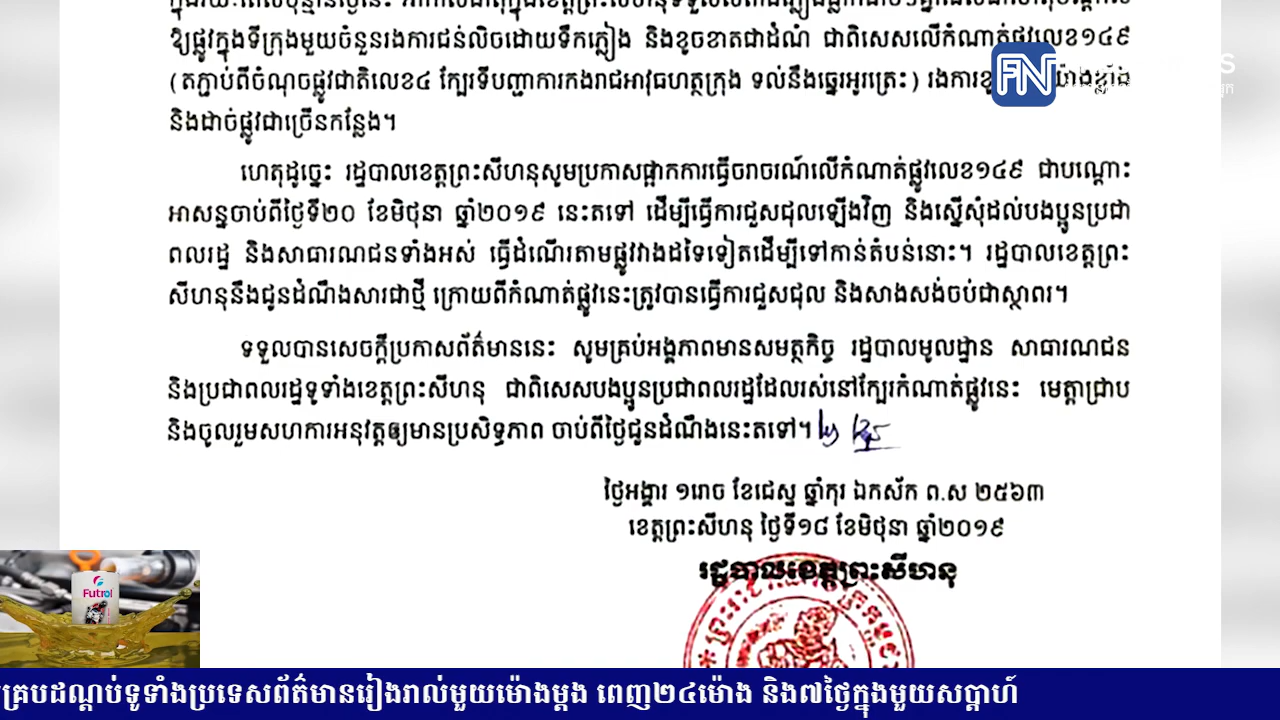 ឱ្យផ្លូវក្នុងទីក្រុងមួយចំនួនរងការជន់លិចដោយទឹកភ្លៀង និងខូចខាតជាដំណំ ជាពិសេសលើកំណាត់ផ្លូវលេខ១៤៩
(តភ្ជាប់ពីចំណុចផ្លូវជាតិលេខ៤ ក្បែរទីបញ្ជាការកងរាជអាវុធហត្ថក្រុង ទល់នឹងឆ្នេរអូរត្រេះ) រងការ
និងដាច់ផ្លូវជាច្រើនកន្លែង។
ហេតុដូច្នេះ រដ្ឋបាលខេត្តព្រះសីហនុសូមប្រកាសផ្អាកការធ្វើចរាចរណ៍លើកំណាត់ផ្លូវលេខ១៤៩ ជាបណ្តោះ
អាសន្នចាប់ពីថ្ងៃទី២០ ខែមិថុនា ឆ្នាំ២០១៩ នេះតទៅ ដើម្បីធ្វើការជួសជុលឡើងវិញ និងស្នើសុំដល់បងប្អូនប្រជា
ពលរដ្ឋ និងសាធារណជនទាំងអស់ ធ្វើដំណើរតាមផ្លូវវាងដទៃទៀតដើម្បីទៅកាន់តំបន់នោះ។ រដ្ឋបាលខេត្តព្រះ
សីហនុនឹងជូនដំណឹងសារជាថ្មី ក្រោយពីកំណាត់ផ្លូវនេះត្រូវបានធ្វើការជួសជុល និងសាងសង់ចប់ជាស្ថាពរ។
ទទួលបានសេចក្តីប្រកាសព័ត៌មាននេះ សូមគ្រប់អង្គភាពមានសមត្ថកិច្ច រដ្ឋបាលមូលដ្ឋាន សាធារណជន
និងប្រជាពលរដ្ឋទូទាំងខេត្តព្រះសីហនុ ជាពិសេសបងប្អូនប្រជាពលរដ្ឋដែលរស់នៅក្បែរកំណាត់ផ្លូវនេះ មេត្តាជ្រាប
និងចូលរួមសហការអនុវត្តឲ្យមានប្រសិទ្ធភាព ចាប់ពីថ្ងៃជូនដំណឹងនេះតទៅ។
ថ្ងៃអង្គារ ១រោច ខែជេស្ឋ ឆ្នាំកុរ ឯកស័ក ព.ស ២៥៦៣
ខេត្តព្រះសីហនុ ថ្ងៃទី១៨ ខែមិថុនា ឆ្នាំ២០១៩
រដ្ឋបាលខេត្តព្រះសីហនុ
Futrol
គ្របដណ្តប់ទូទាំងប្រទេសព័ត៌មានរៀងរាល់មួយម៉ោងម្តង ពេញ២៤ម៉ោង និង៧ថ្ងៃក្នុងមួយសប្តាហ៍